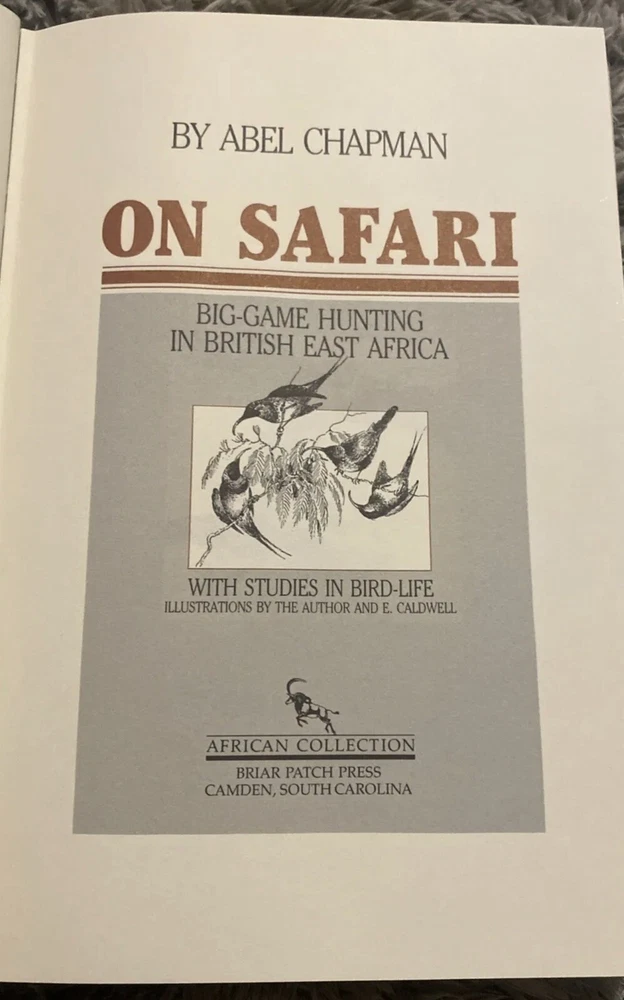 BY ABEL CHAPMAN
ON SAFARI
BIG-GAME HUNTING
IN BRITISH EAST AFRICA
WITH STUDIES IN BIRD-LIFE
ILLUSTRATIONS BY THE AUTHOR AND E. CALDWELL
AFRICAN COLLECTION
BRIAR PATCH PRESS
CAMDEN, SOUTH CAROLINA